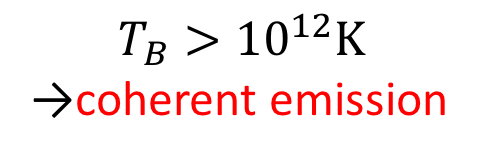 T_B > 10^12 K
→coherent emission